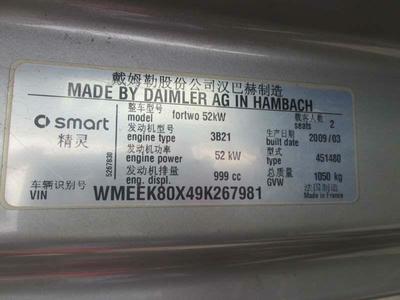 戴姆勒股份公司汉巴赫制造
MADE BY DAIMLER AG IN HAMBACH
smart
精灵
5287830
整车型号
model
fortwo 52kW
载客人数
seats
2
发动机型号
engine type
3B21
生产日期
built date
2009/03
发动机功率
engine power
52 kW
型式
type
451480
发动机排量
eng. displ.
999 cc
总质量
GVW
1050 kg
车辆识别号
VIN
WMEEK80X49K267981
法国制造
Made in France